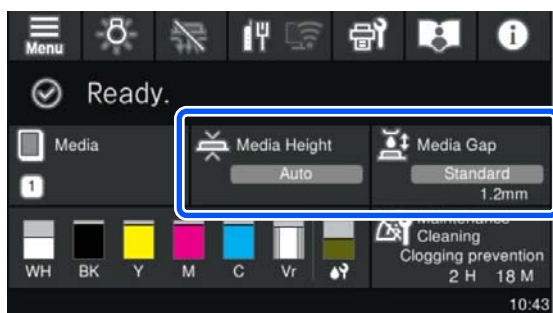 Menu
Ready.
Media
1
Media Height
Auto
Media Gap
Standard
1.2mm
WH
BK
Y
M
C
Vr
Maintenance
Cleaning
Clogging prevention
2 H 18 M
10:43